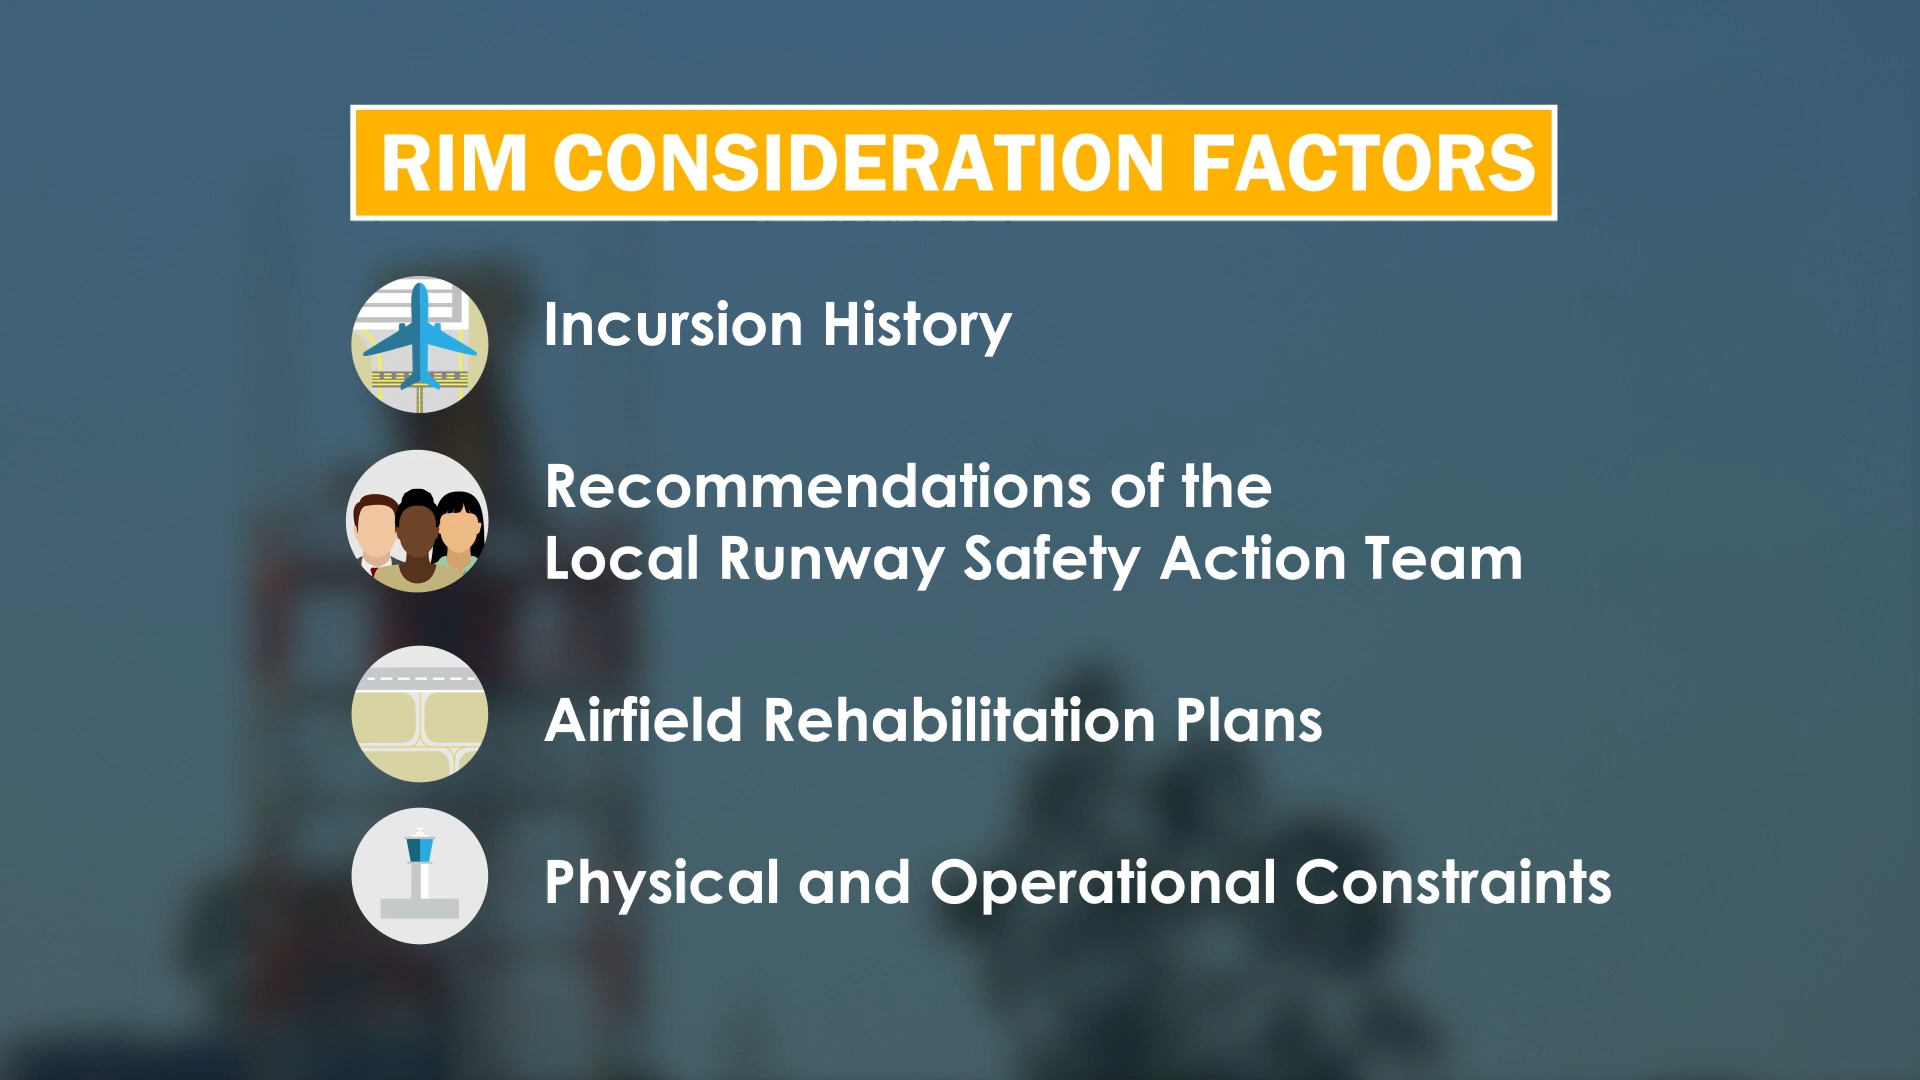 RIM CONSIDERATION FACTORS
Incursion History
Recommendations of the
Local Runway Safety Action Team
Airfield Rehabilitation Plans
Physical and Operational Constraints